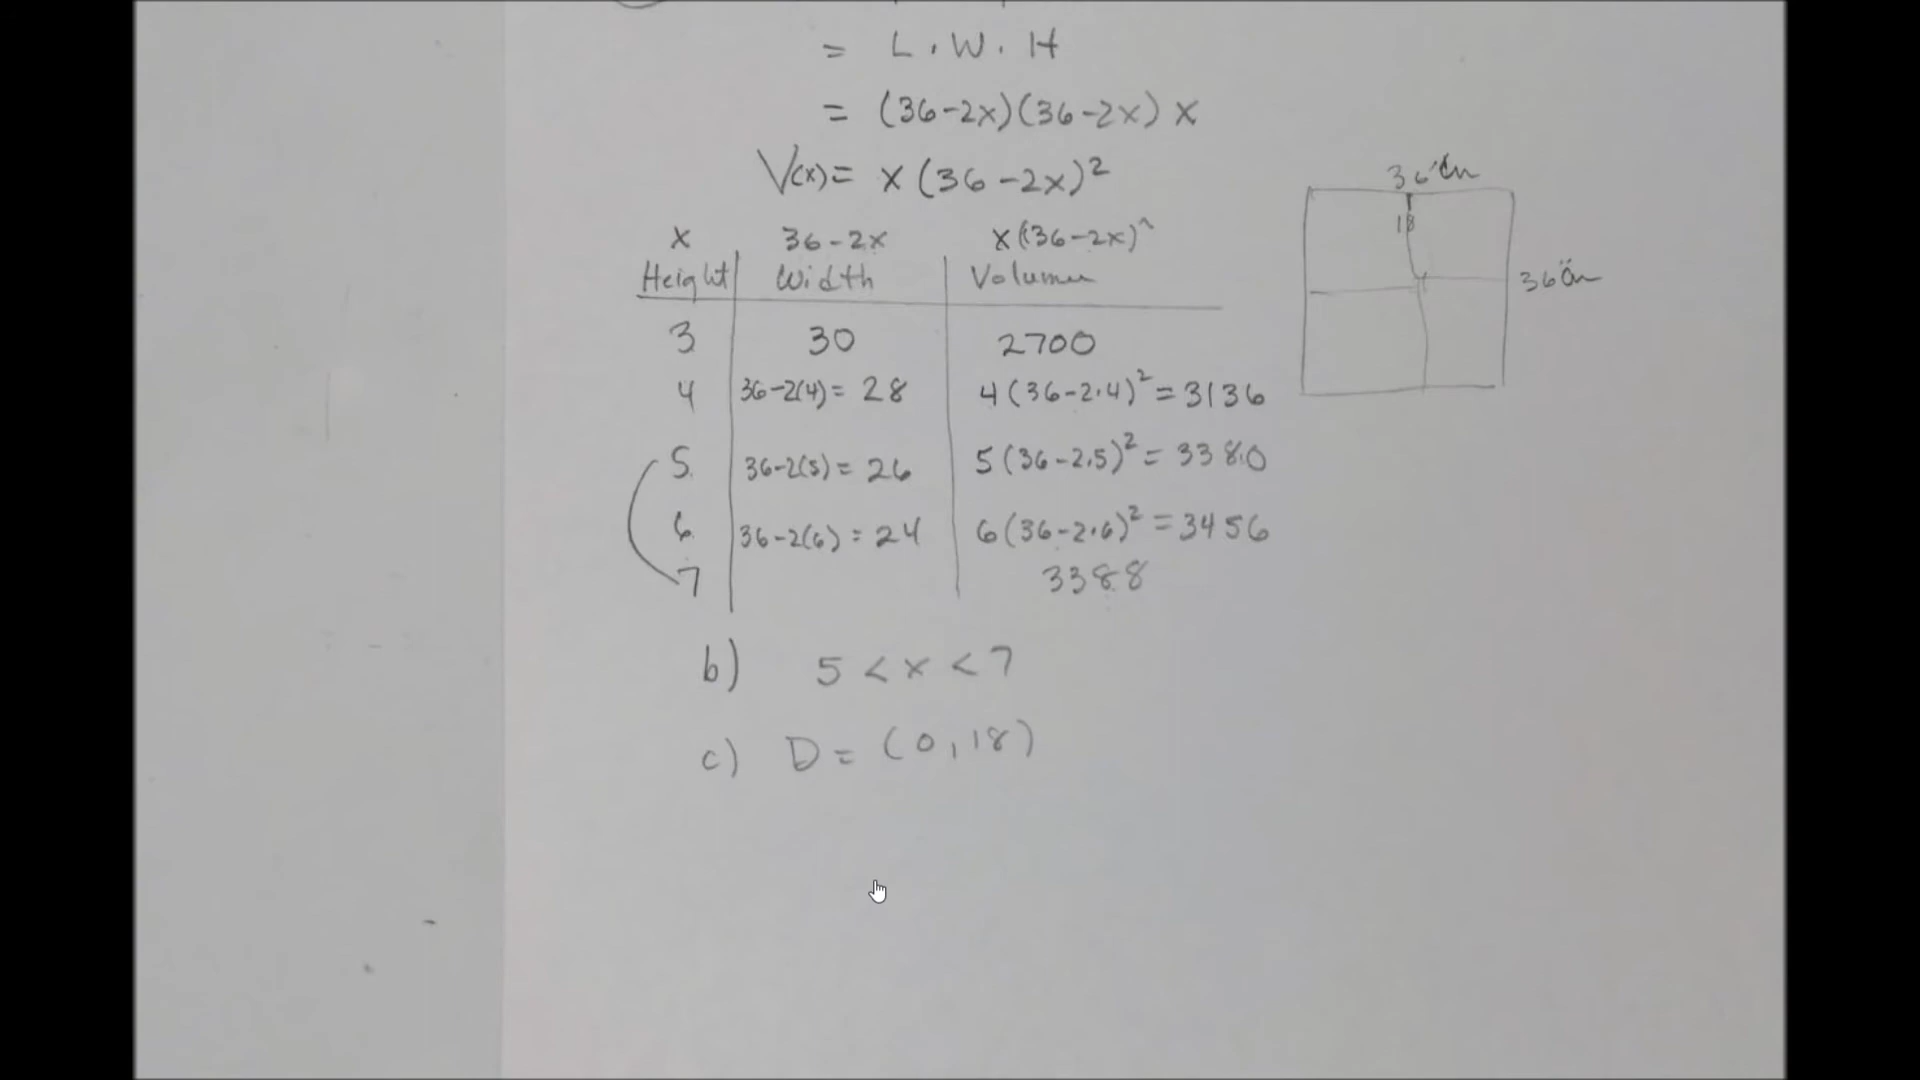 = L . W . H
= (36-2x)(36-2x) x
V(x) = x (36-2x)²
x 36-2x x(36-2x)^
Height Width Volume
3 30 2700
4 36-2(4) = 28 4(36-2·4)² = 3136
5 36-2(5) = 26 5(36-2·5)² = 3380
6 36-2(6) = 24 6(36-2·6)² = 3456
7 3388
b) 5 < x < 7
c) D = (0,18)
36
18
36